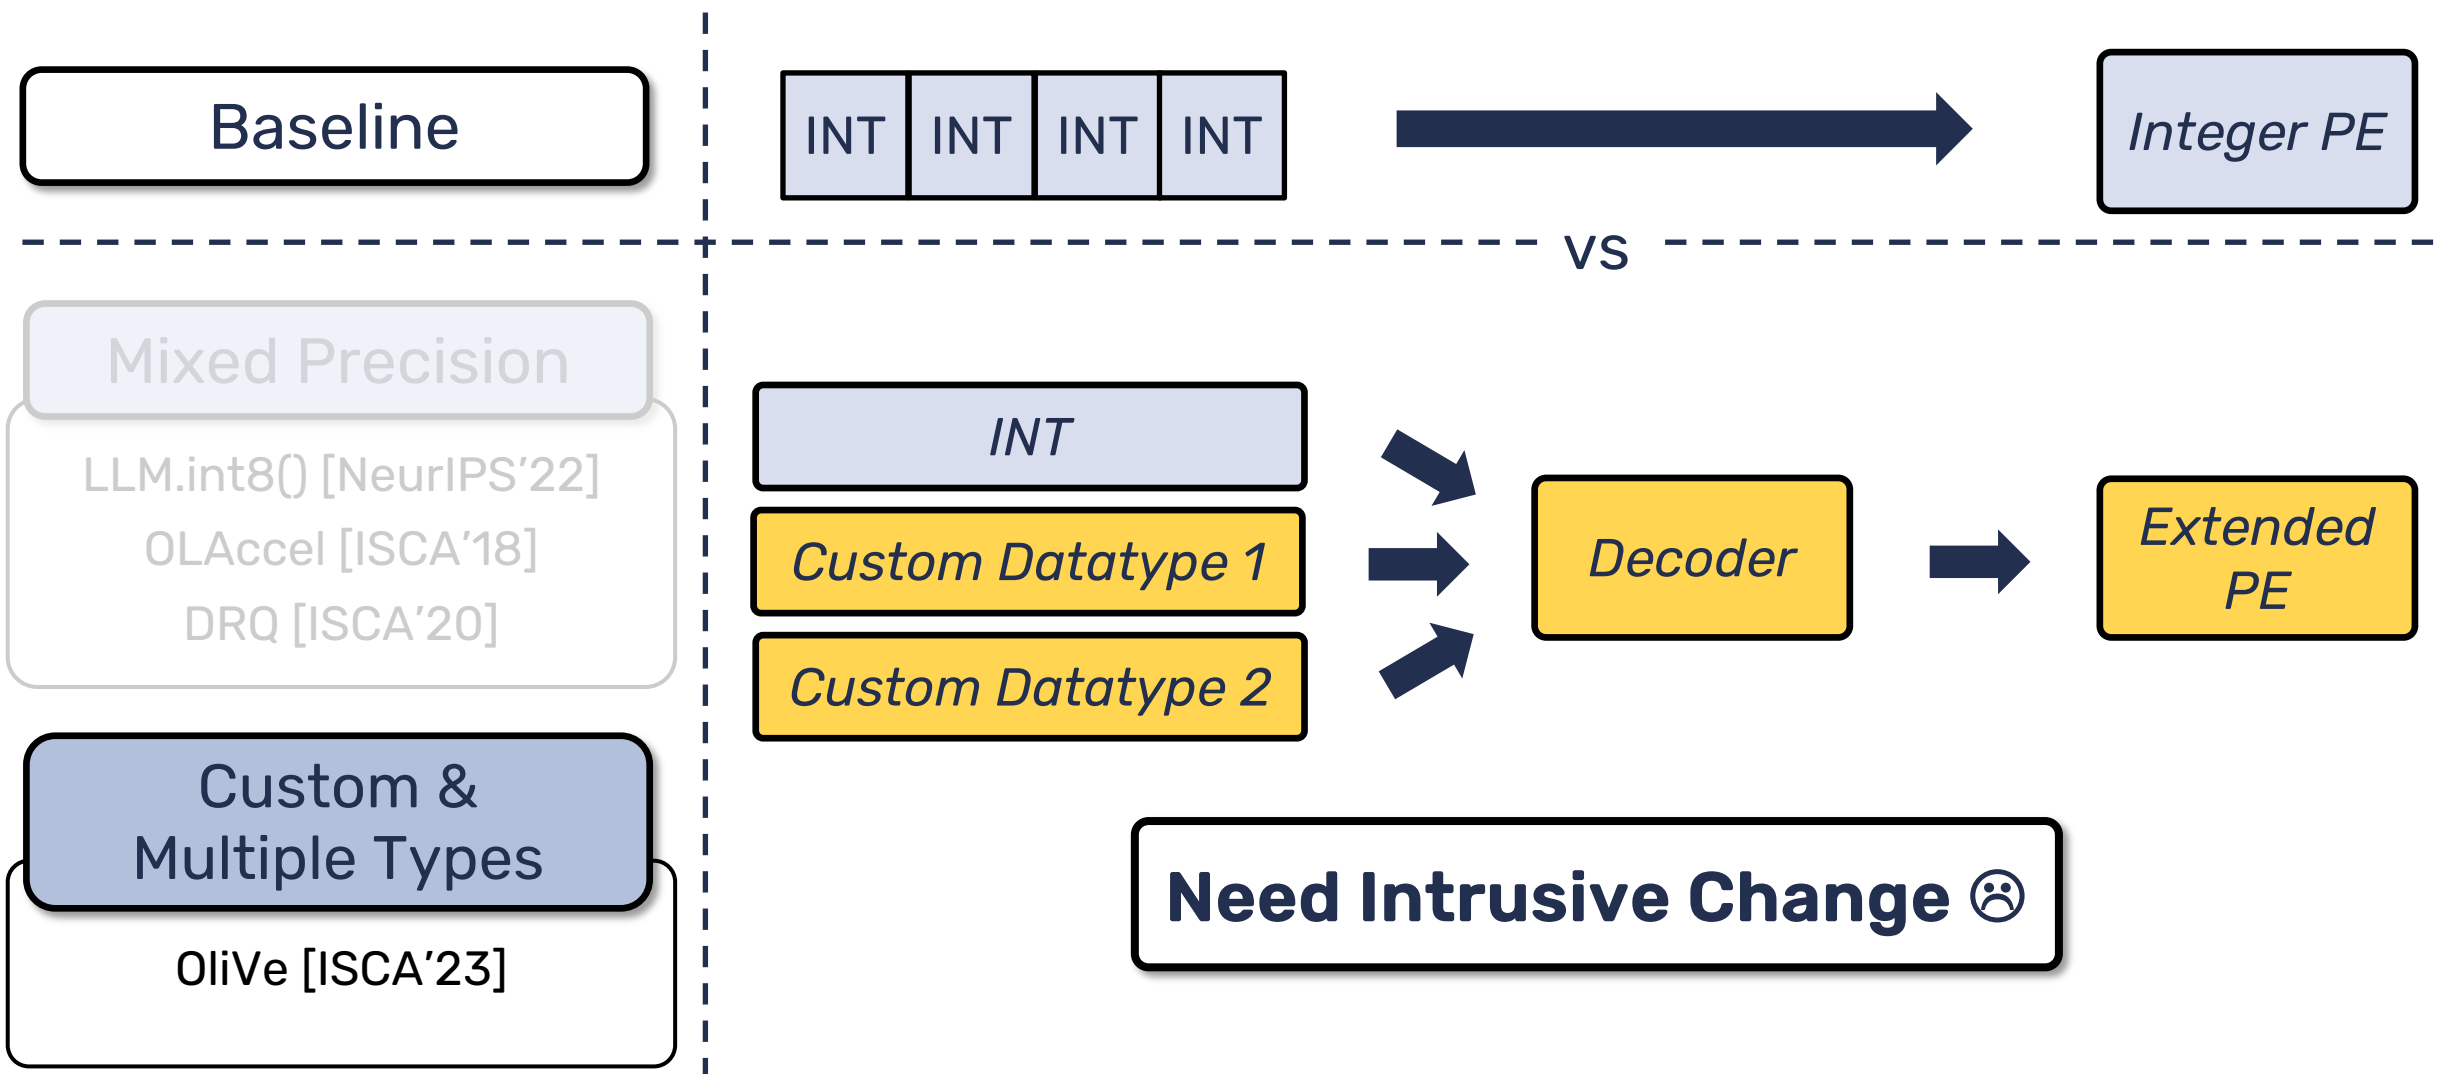 Baseline
INT INT INT INT
Integer PE
vs
Mixed Precision
LLM.int8() [NeurIPS’22]
OLAccel [ISCA’18]
DRQ [ISCA’20]
Custom &
Multiple Types
OliVe [ISCA’23]
INT
Custom Datatype 1
Custom Datatype 2
Decoder
Extended
PE
Need Intrusive Change ☹